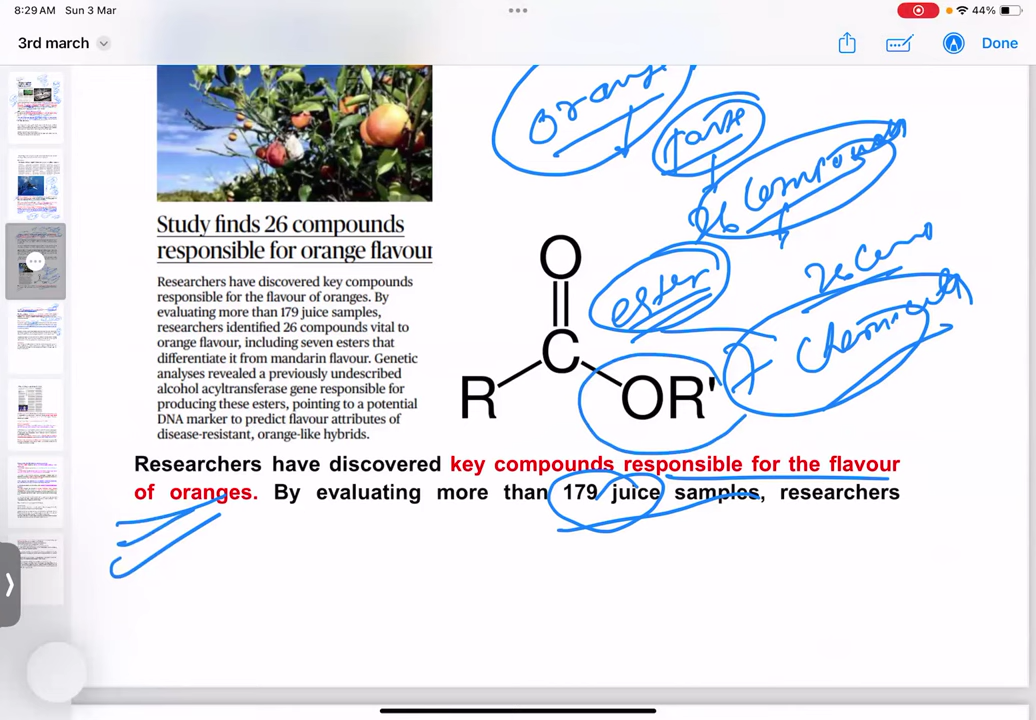 8:29 AM Sun 3 Mar
44%
3rd march
Done
orange
taste
26 compounds
Study finds 26 compounds
responsible for orange flavour
ester
26 Comp
7 Chemicals
Researchers have discovered key compounds
responsible for the flavour of oranges. By
evaluating more than 179 juice samples,
researchers identified 26 compounds vital to
orange flavour, including seven esters that
differentiate it from mandarin flavour. Genetic
analyses revealed a previously undescribed
alcohol acyltransferase gene responsible for
producing these esters, pointing to a potential
DNA marker to predict flavour attributes of
disease-resistant, orange-like hybrids.
O
C
R OR'
Researchers have discovered key compounds responsible for the flavour
of oranges. By evaluating more than 179 juice samples, researchers